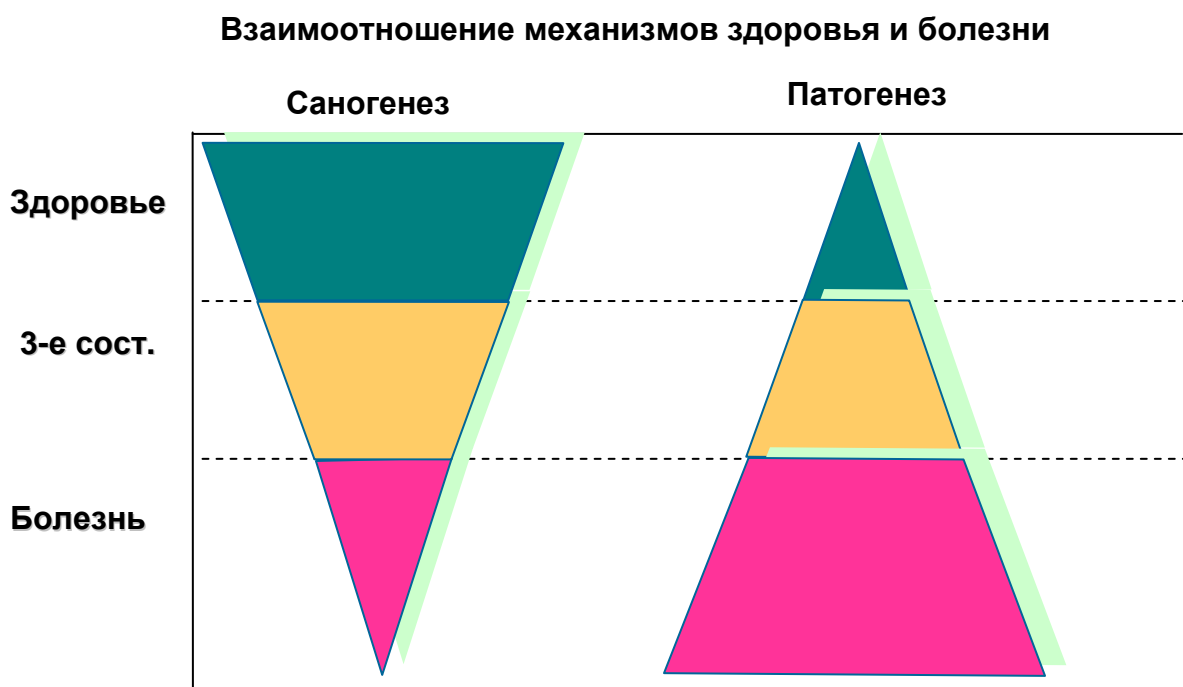 Взаимоотношение механизмов здоровья и болезни
Саногенез
Патогенез
Здоровье
3-е сост.
Болезнь